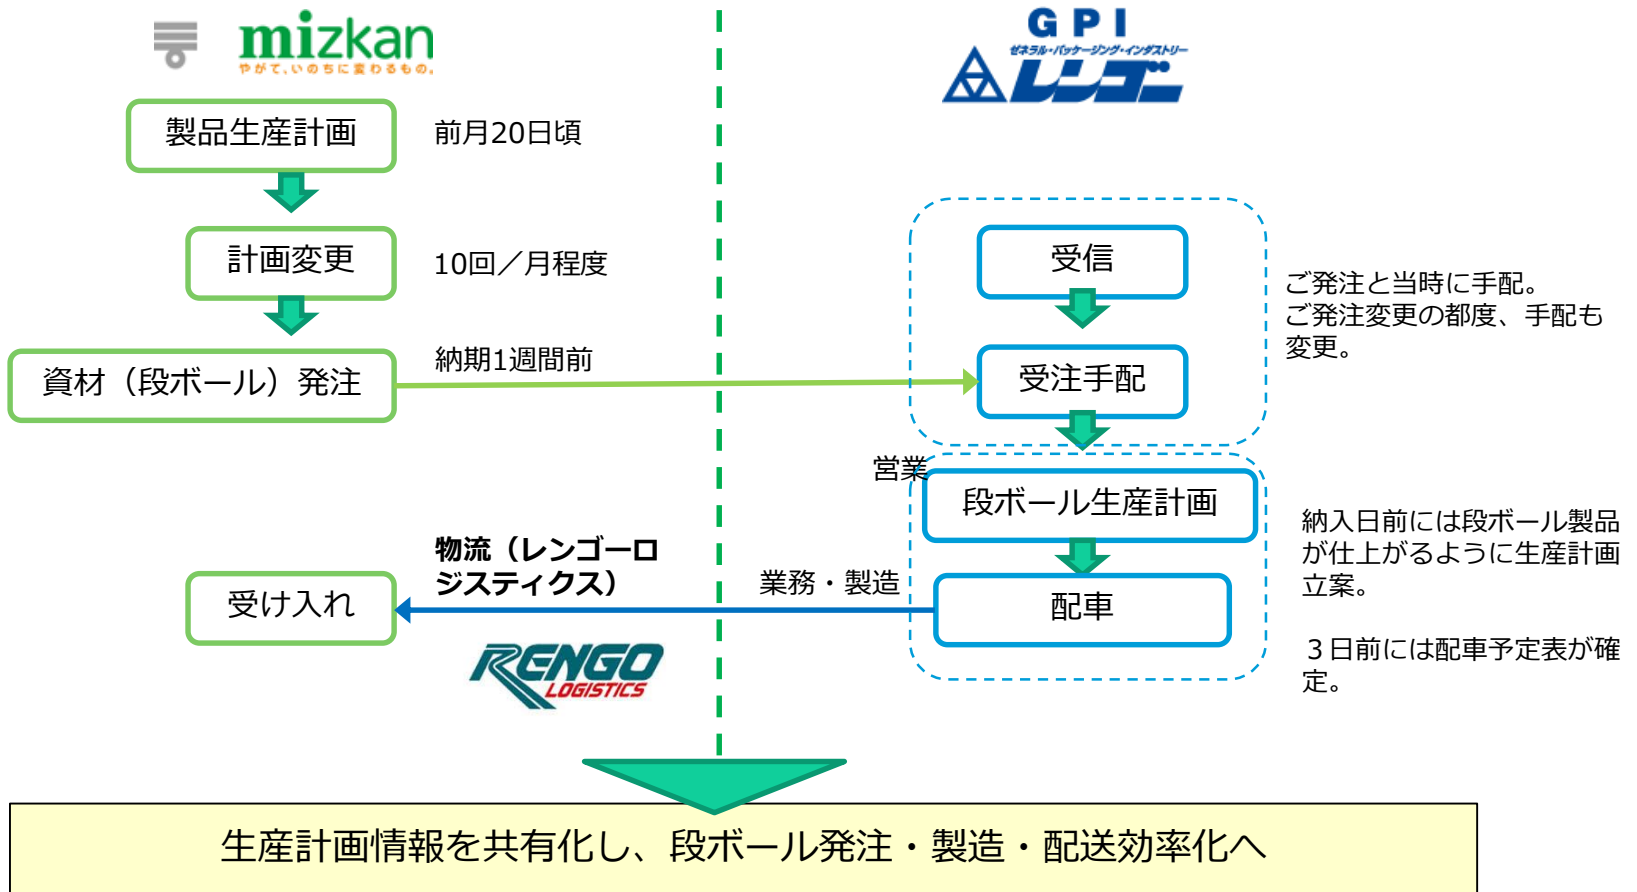 mizkan
やがて、いのちに変わるもの。
GPI
ゼネラル・パッケージング・インダストリー
レンゴー
製品生産計画
前月20日頃
計画変更
10回／月程度
資材（段ボール）発注
納期1週間前
受信
受注手配
ご発注と当時に手配。
ご発注変更の都度、手配も
変更。
営業
段ボール生産計画
配車
業務・製造
納入日前には段ボール製品
が仕上がるように生産計画
立案。
３日前には配車予定表が確
定。
物流（レンゴーロ
ジスティクス）
受け入れ
RENGO
LOGISTICS
生産計画情報を共有化し、段ボール発注・製造・配送効率化へ